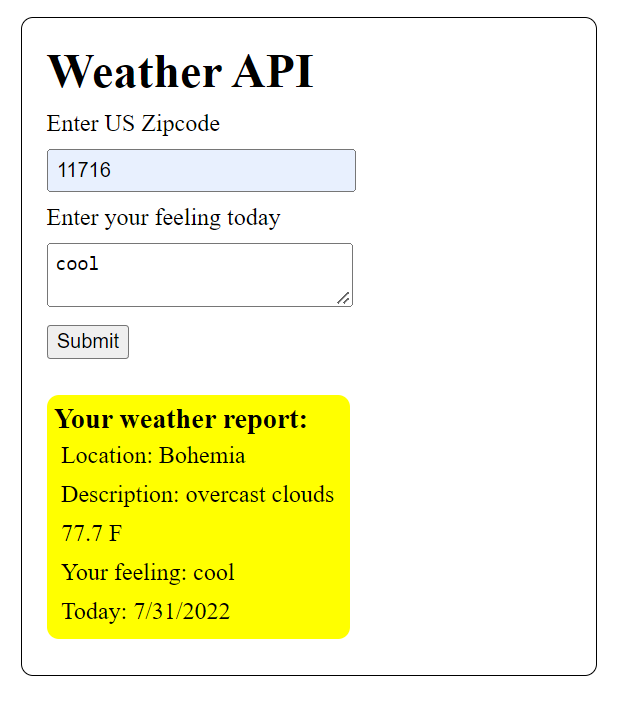 Weather API
Enter US Zipcode
11716
Enter your feeling today
cool
Submit
Your weather report:
Location: Bohemia
Description: overcast clouds
77.7 F
Your feeling: cool
Today: 7/31/2022